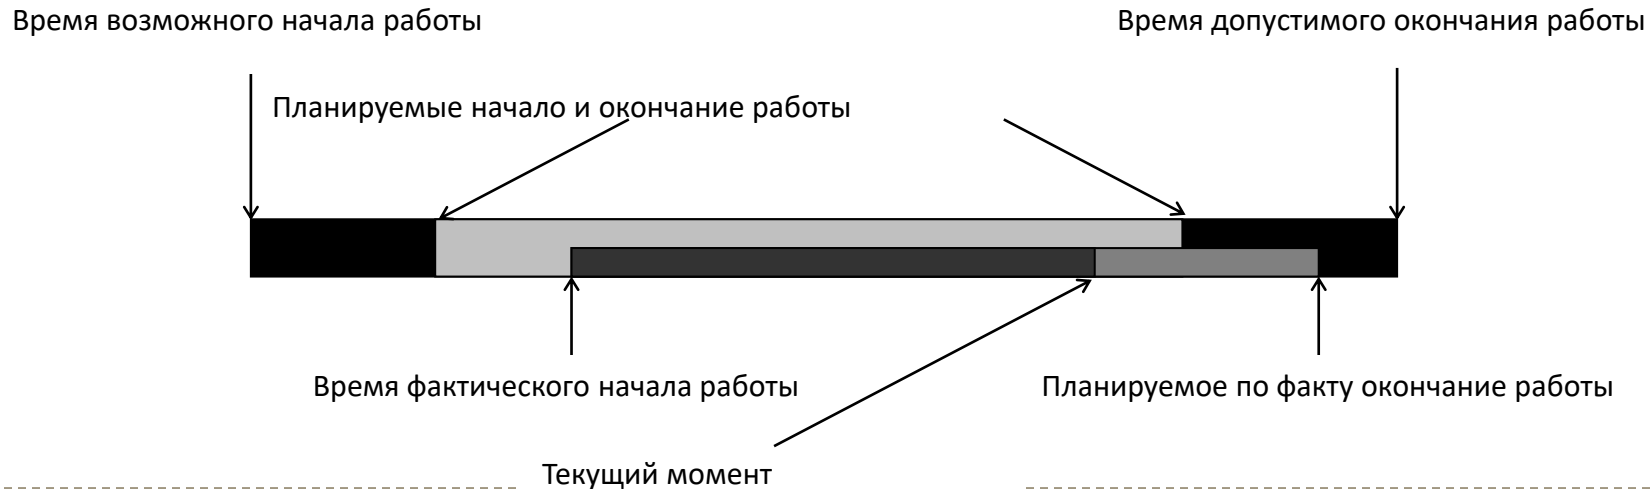 Время возможного начала работы
Время допустимого окончания работы
Планируемые начало и окончание работы
Время фактического начала работы
Планируемое по факту окончание работы
Текущий момент